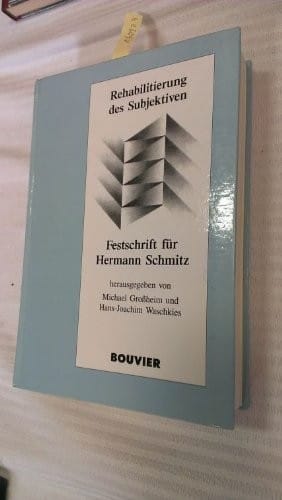 Rehabilitierung
des Subjektiven
Festschrift für
Hermann Schmitz
herausgegeben von
Michael Großheim und
Hans-Joachim Waschkies
BOUVIER